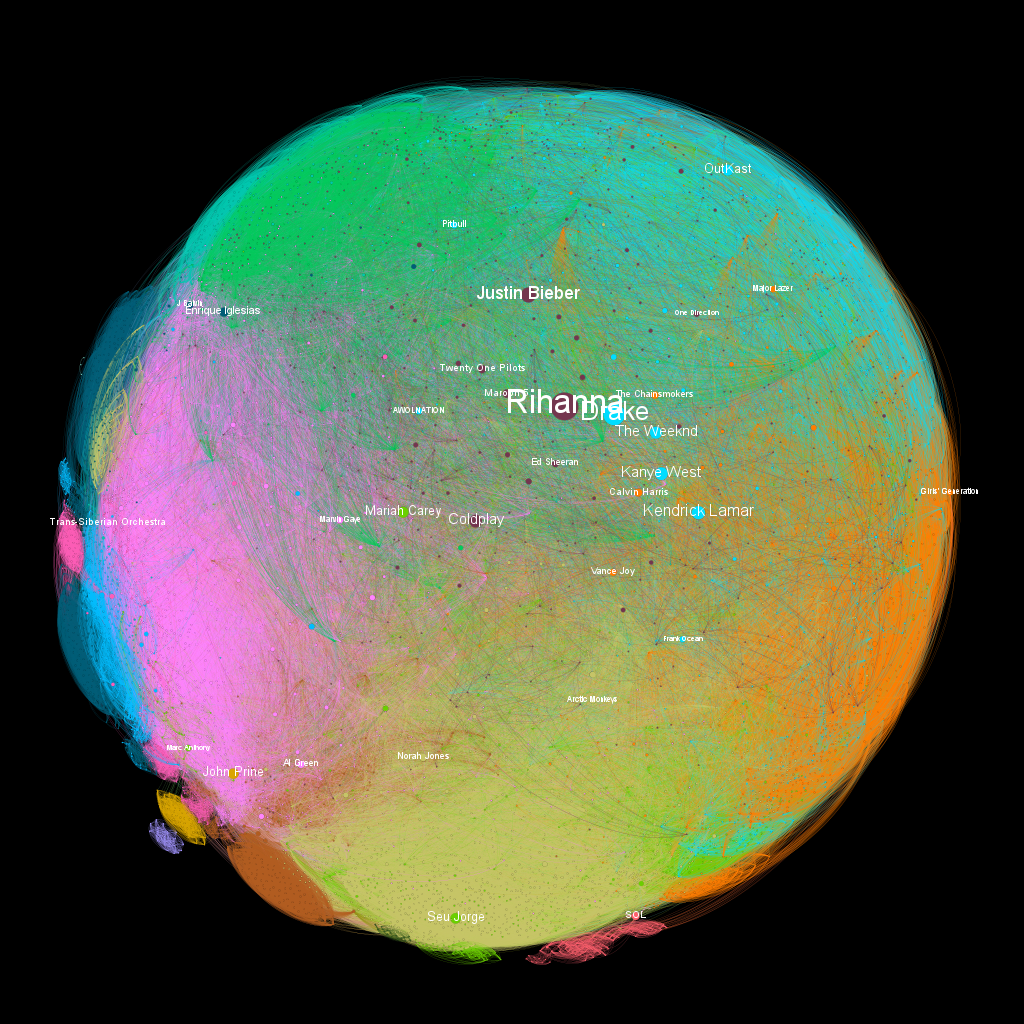 OutKast
Pitbull
Major Lazer
Justin Bieber
J Balvin
Enrique Iglesias
One Direction
Twenty One Pilots
Maroon 5
The Chainsmokers
Rihanna
Drake
AWOLNATION
The Weeknd
Ed Sheeran
Kanye West
Calvin Harris
Girls' Generation
Mariah Carey
Kendrick Lamar
Marvin Gaye
Coldplay
Trans-Siberian Orchestra
Vance Joy
Frank Ocean
Arctic Monkeys
Marc Anthony
Norah Jones
Al Green
John Prine
Seu Jorge
SOL